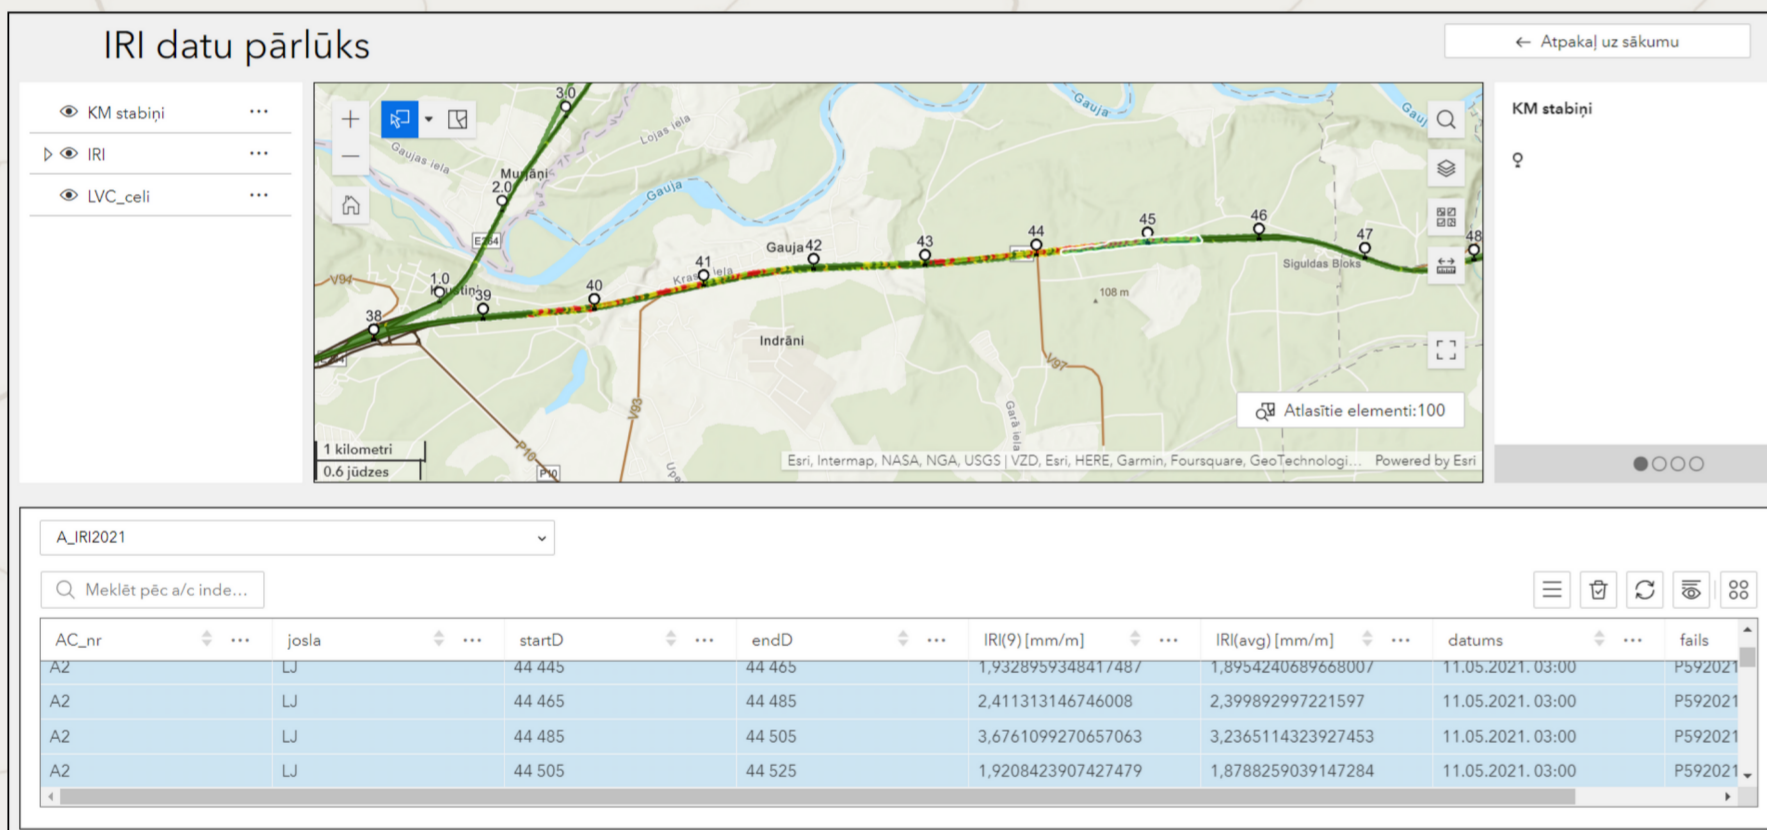 IRI datu pārlūks
← Atpakaļ uz sākumu
KM stabiņi
IRI
LVC_celi
KM stabiņi
3.0
Gaujas iela
Lojas iela
Murjāņi
2.0
Gauja
Gauja
E264
V94
1.0
38
39
40
41
Gauja
42
43
44
45
46
47
48
Siguldas Bloks
108 m
Indrāni
V97
V93
P10
P10
Garā iela
1 kilometri
0.6 jūdzes
Atlasītie elementi:100
Esri, Intermap, NASA, NGA, USGS | VZD, Esri, HERE, Garmin, Foursquare, GeoTechnologi... Powered by Esri
A_IRI2021
Meklēt pēc a/c inde...
AC_nr josla startD endD IRI(9) [mm/m] IRI(avg) [mm/m] datums fails
A2 LJ 44 445 44 465 1,9328959348417487 1,8954240689668007 11.05.2021. 03:00 P592021
A2 LJ 44 465 44 485 2,411313146746008 2,399892997221597 11.05.2021. 03:00 P592021
A2 LJ 44 485 44 505 3,6761099270657063 3,2365114323927453 11.05.2021. 03:00 P592021
A2 LJ 44 505 44 525 1,9208423907427479 1,8788259039147284 11.05.2021. 03:00 P592021